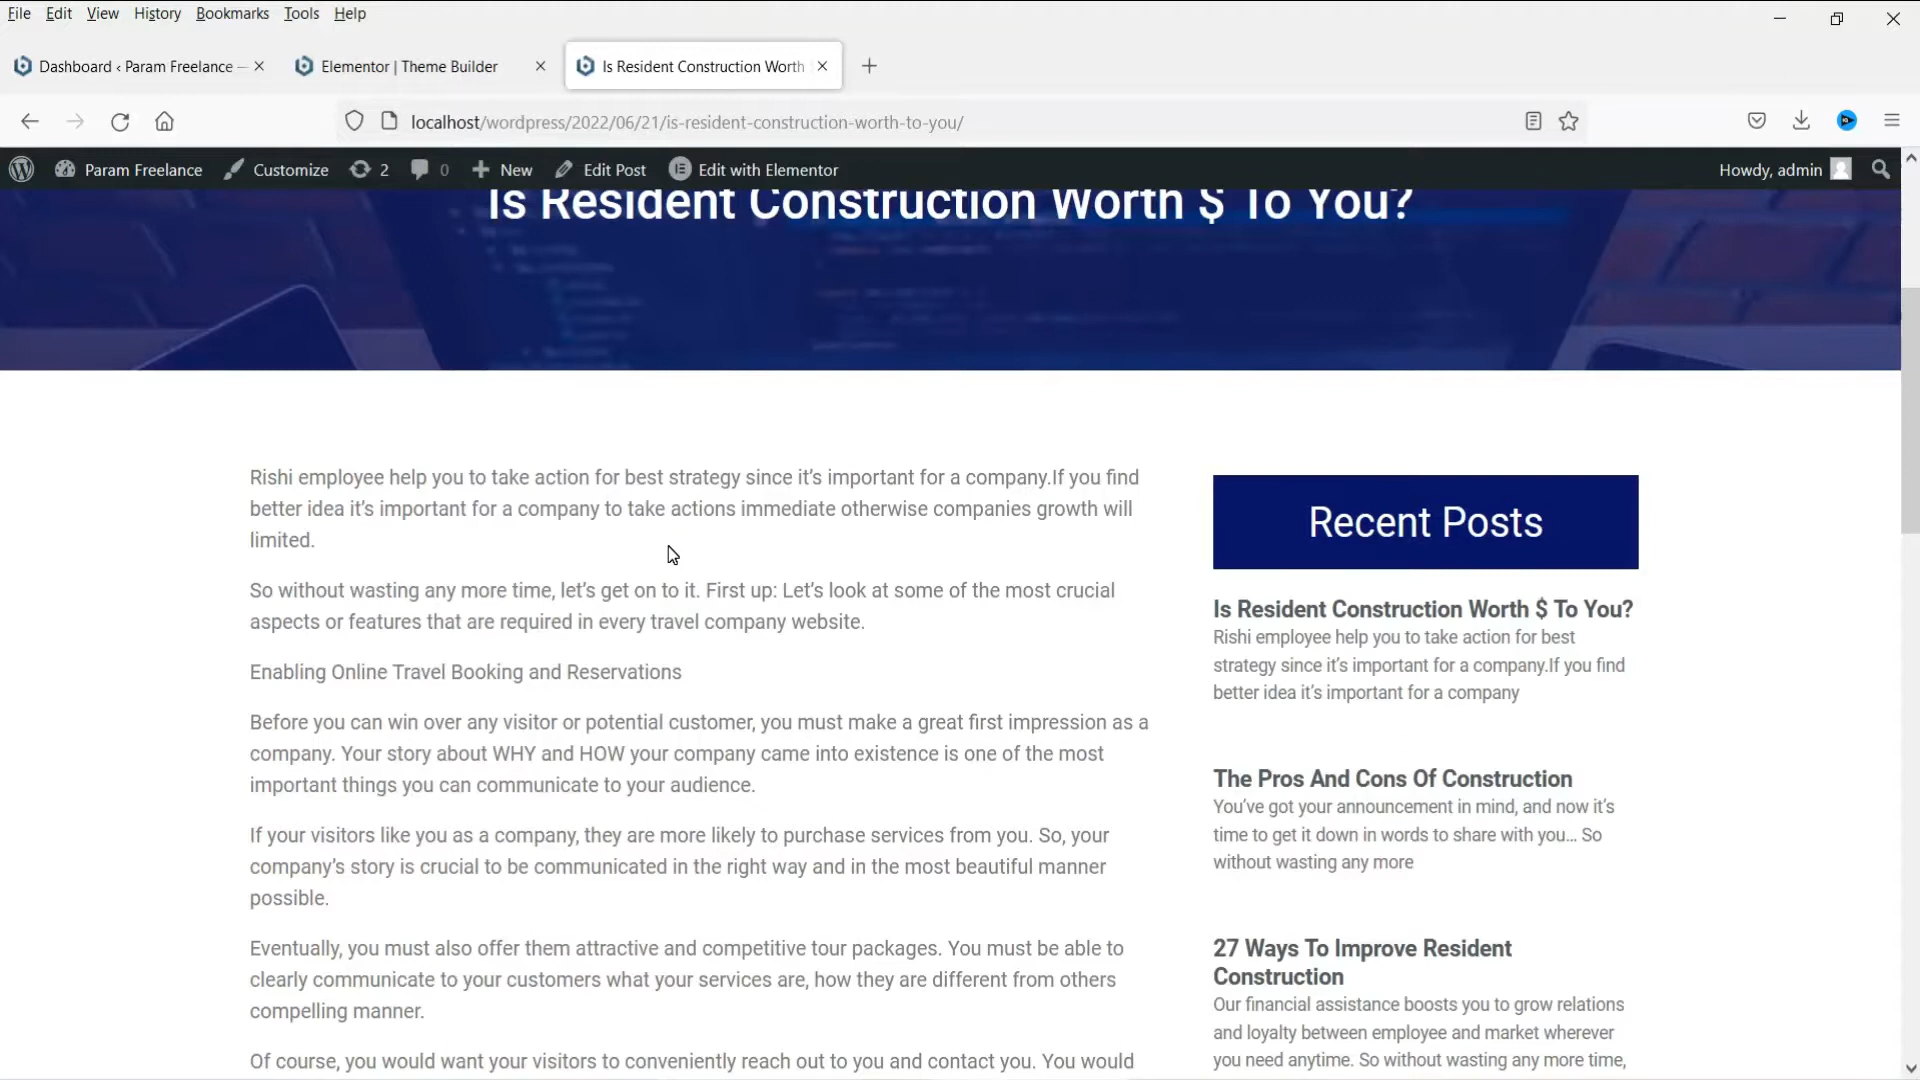 File Edit View History Bookmarks Tools Help
Dashboard ‹ Param Freelance —
Elementor | Theme Builder
Is Resident Construction Worth
localhost/wordpress/2022/06/21/is-resident-construction-worth-to-you/
Param Freelance Customize 2 0 New Edit Post Edit with Elementor Howdy, admin
Is Resident Construction Worth $ To You?
Rishi employee help you to take action for best strategy since it's important for a company.If you find
better idea it's important for a company to take actions immediate otherwise companies growth will
limited.
So without wasting any more time, let's get on to it. First up: Let's look at some of the most crucial
aspects or features that are required in every travel company website.
Enabling Online Travel Booking and Reservations
Before you can win over any visitor or potential customer, you must make a great first impression as a
company. Your story about WHY and HOW your company came into existence is one of the most
important things you can communicate to your audience.
If your visitors like you as a company, they are more likely to purchase services from you. So, your
company's story is crucial to be communicated in the right way and in the most beautiful manner
possible.
Eventually, you must also offer them attractive and competitive tour packages. You must be able to
clearly communicate to your customers what your services are, how they are different from others
compelling manner.
Of course, you would want your visitors to conveniently reach out to you and contact you. You would
Recent Posts
Is Resident Construction Worth $ To You?
Rishi employee help you to take action for best
strategy since it's important for a company.If you find
better idea it's important for a company
The Pros And Cons Of Construction
You've got your announcement in mind, and now it's
time to get it down in words to share with you… So
without wasting any more
27 Ways To Improve Resident
Construction
Our financial assistance boosts you to grow relations
and loyalty between employee and market wherever
you need anytime. So without wasting any more time,